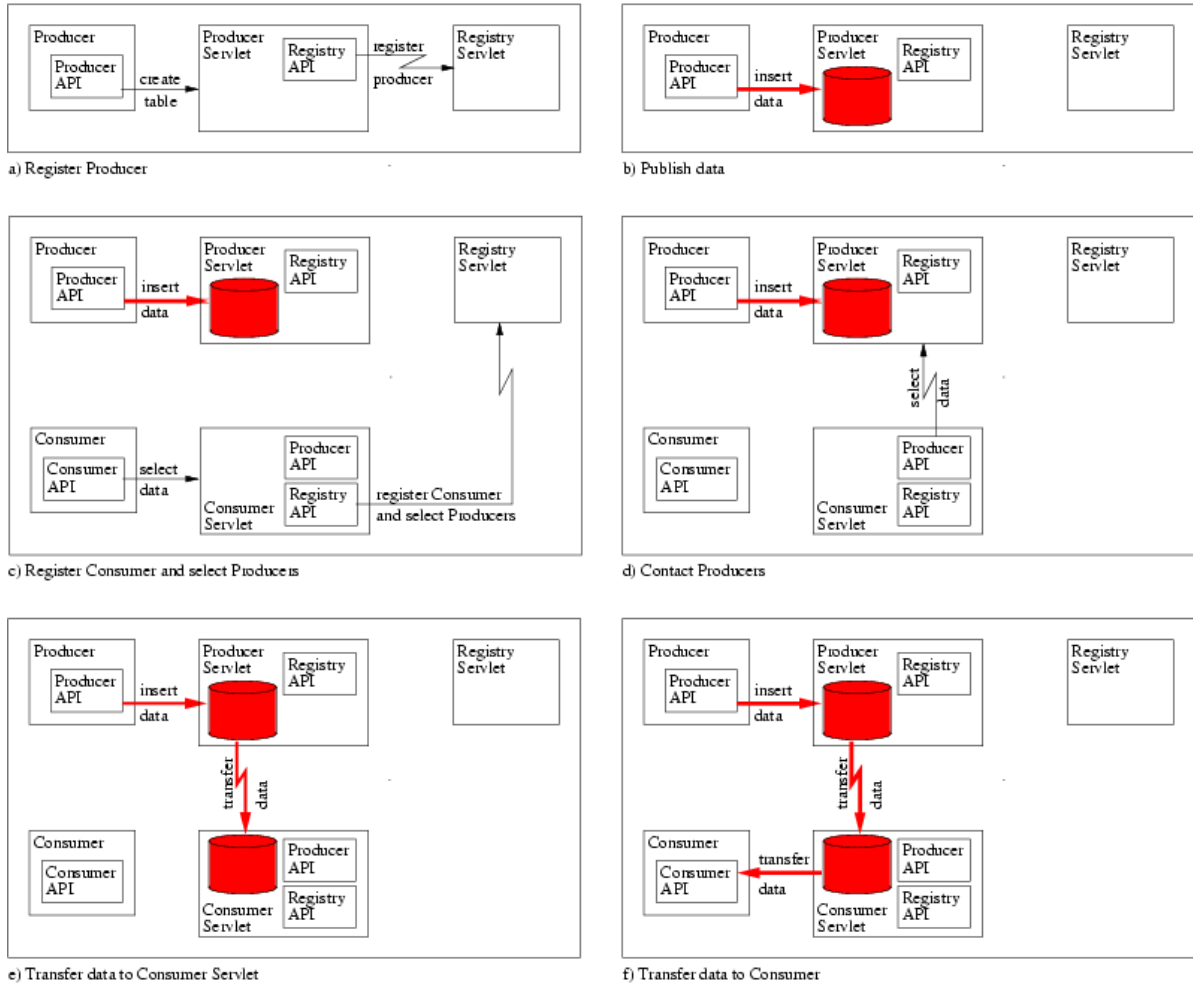 Producer
Producer
API
create
table
Producer
Servlet
Registry
API
register
producer
Registry
Servlet
a) Register Producer
Producer
Producer
API
insert
data
Producer
Servlet
Registry
API
Registry
Servlet
b) Publish data
Producer
Producer
API
insert
data
Producer
Servlet
Registry
API
Registry
Servlet
Consumer
Consumer
API
select
data
Producer
API
Registry
API
Consumer
Servlet
register Consumer
and select Producers
c) Register Consumer and select Producers
Producer
Producer
API
insert
data
Producer
Servlet
Registry
API
Registry
Servlet
select
data
Consumer
Consumer
API
Producer
API
Registry
API
Consumer
Servlet
d) Contact Producers
Producer
Producer
API
insert
data
Producer
Servlet
Registry
API
Registry
Servlet
transfer
data
Consumer
Consumer
API
Producer
API
Registry
API
Consumer
Servlet
e) Transfer data to Consumer Servlet
Producer
Producer
API
insert
data
Producer
Servlet
Registry
API
Registry
Servlet
transfer
data
Consumer
Consumer
API
transfer
data
Producer
API
Registry
API
Consumer
Servlet
f) Transfer data to Consumer